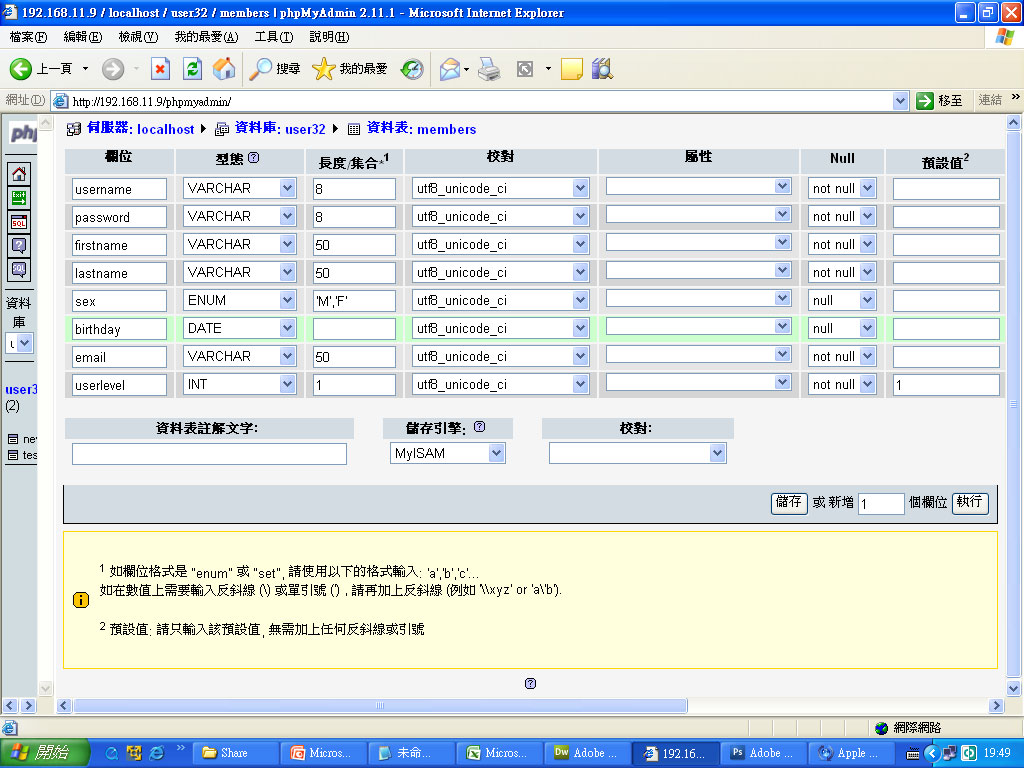 192.168.11.9 / localhost / user32 / members | phpMyAdmin 2.11.1 - Microsoft Internet Explorer
檔案(F) 編輯(E) 檢視(V) 我的最愛(A) 工具(T) 說明(H)
上一頁 搜尋 我的最愛
網址(D) http://192.168.11.9/phpmyadmin/ 移至 連結 »
php
伺服器: localhost 資料庫: user32 資料表: members
欄位 型態 長度/集合*1 校對 屬性 Null 預設值2
username VARCHAR 8 utf8_unicode_ci not null
password VARCHAR 8 utf8_unicode_ci not null
firstname VARCHAR 50 utf8_unicode_ci not null
lastname VARCHAR 50 utf8_unicode_ci not null
sex ENUM 'M','F' utf8_unicode_ci null
birthday DATE utf8_unicode_ci null
email VARCHAR 50 utf8_unicode_ci not null
userlevel INT 1 utf8_unicode_ci not null 1
SQL
SQL
資料
庫
user3
(2)
nev
tes
資料表註解文字: 儲存引擎: 校對:
MyISAM
儲存 或 新增 1 個欄位 執行
1 如欄位格式是 "enum" 或 "set", 請使用以下的格式輸入: 'a','b','c'...
如在數值上需要輸入反斜線 (\) 或單引號 (') , 請再加上反斜線 (例如 '\\xyz' or 'a\'b').
2 預設值: 請只輸入該預設值, 無需加上任何反斜線或引號
網際網路
開始 » Share Micros... 未命... Micros... Adobe ... 192.16... Adobe ... Apple ... 19:49